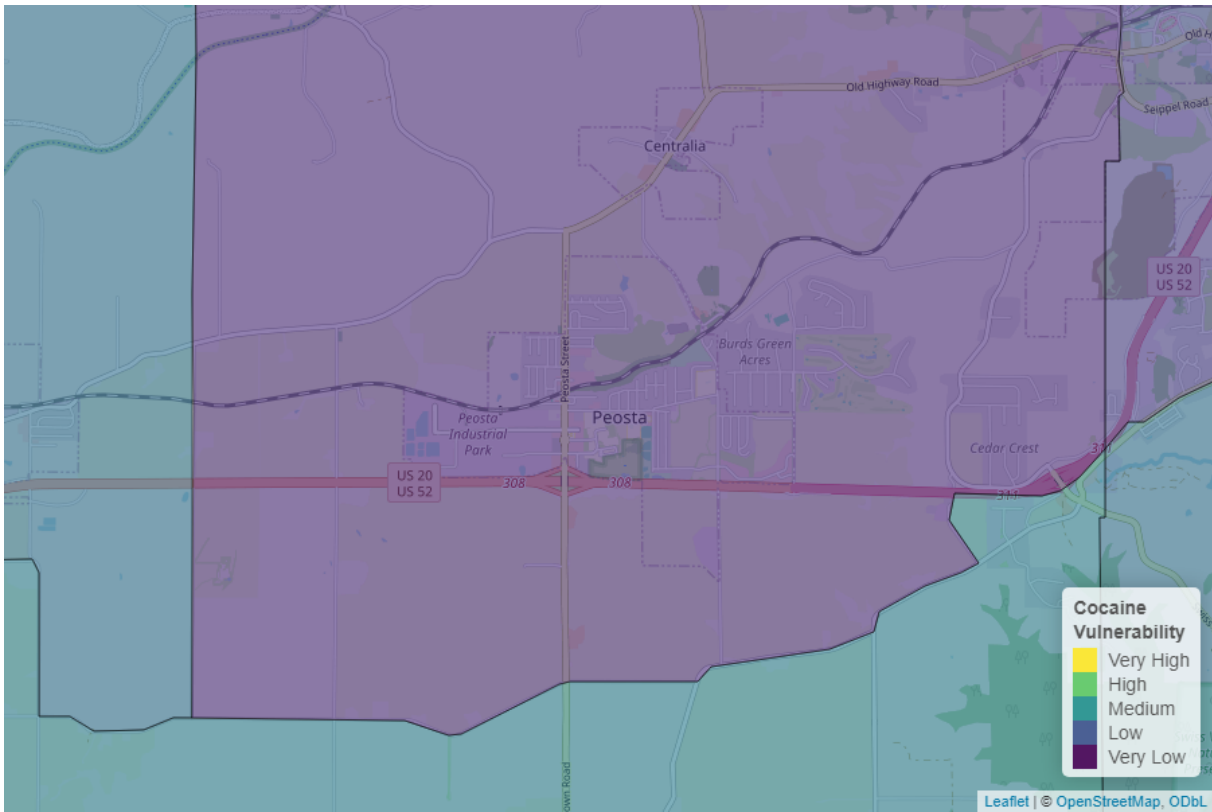 Old Highway Road
Seippel Road
Centralia
US 20
US 52
Peosta Street
Burds Green
Acres
Peosta
Industrial
Park
Peosta
Cedar Crest
311
US 20
US 52
308
308
311
Cocaine
Vulnerability
Very High
High
Medium
Low
Very Low
Leaflet | © OpenStreetMap, ODbL